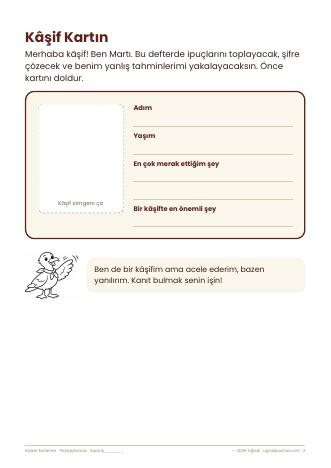 Kâşif Kartın
Merhaba kâşif! Ben Martı. Bu defterde ipuçlarını toplayacak, şifre
çözecek ve benim yanlış tahminlerimi yakalayacaksın. Önce
kartını doldur.
Adım
Yaşım
En çok merak ettiğim şey
Kâşif simgeni çiz
Bir kâşifte en önemli şey
Ben de bir kâşifim ama acele ederim, bazen
yanılırım. Kanıt bulmak senin işin!